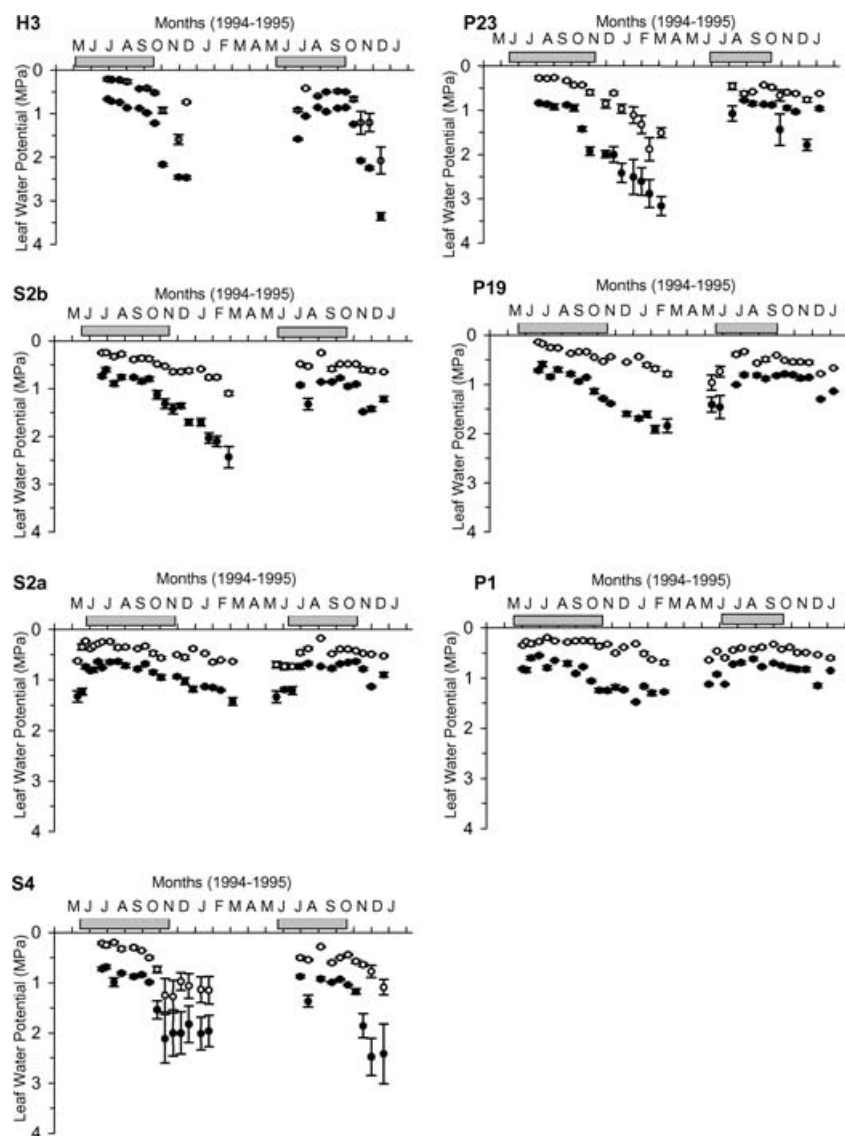 H3
Months (1994-1995)
M J J A S O N D J F M A M J J A S O N D J
0
1
2
3
4
Leaf Water Potential (MPa)
P23
Months (1994-1995)
M J J A S O N D J F M A M J J A S O N D J
0
1
2
3
4
Leaf Water Potential (MPa)
S2b
Months (1994-1995)
M J J A S O N D J F M A M J J A S O N D J
0
1
2
3
4
Leaf Water Potential (MPa)
P19
Months (1994-1995)
M J J A S O N D J F M A M J J A S O N D J
0
1
2
3
4
Leaf Water Potential (MPa)
S2a
Months (1994-1995)
M J J A S O N D J F M A M J J A S O N D J
0
1
2
3
4
Leaf Water Potential (MPa)
P1
Months (1994-1995)
M J J A S O N D J F M A M J J A S O N D J
0
1
2
3
4
Leaf Water Potential (MPa)
S4
Months (1994-1995)
M J J A S O N D J F M A M J J A S O N D J
0
1
2
3
4
Leaf Water Potential (MPa)